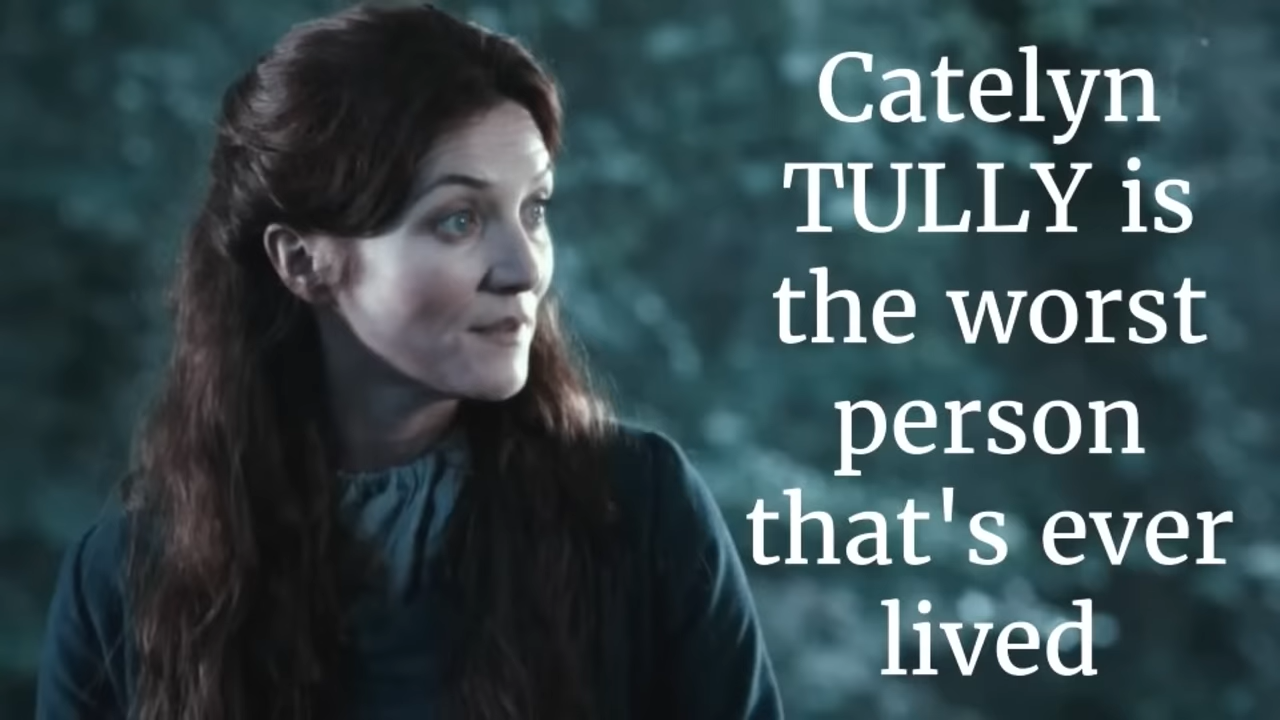 Catelyn
TULLY is
the worst
person
that's ever
lived